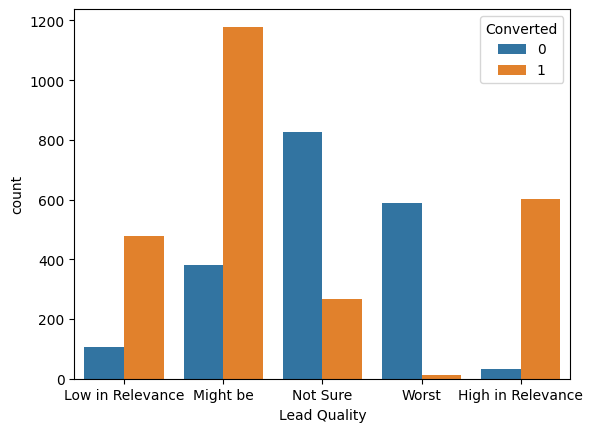 1200
1000
800
600
400
200
0
count
Converted
0
1
Low in Relevance Might be Not Sure Worst High in Relevance
Lead Quality